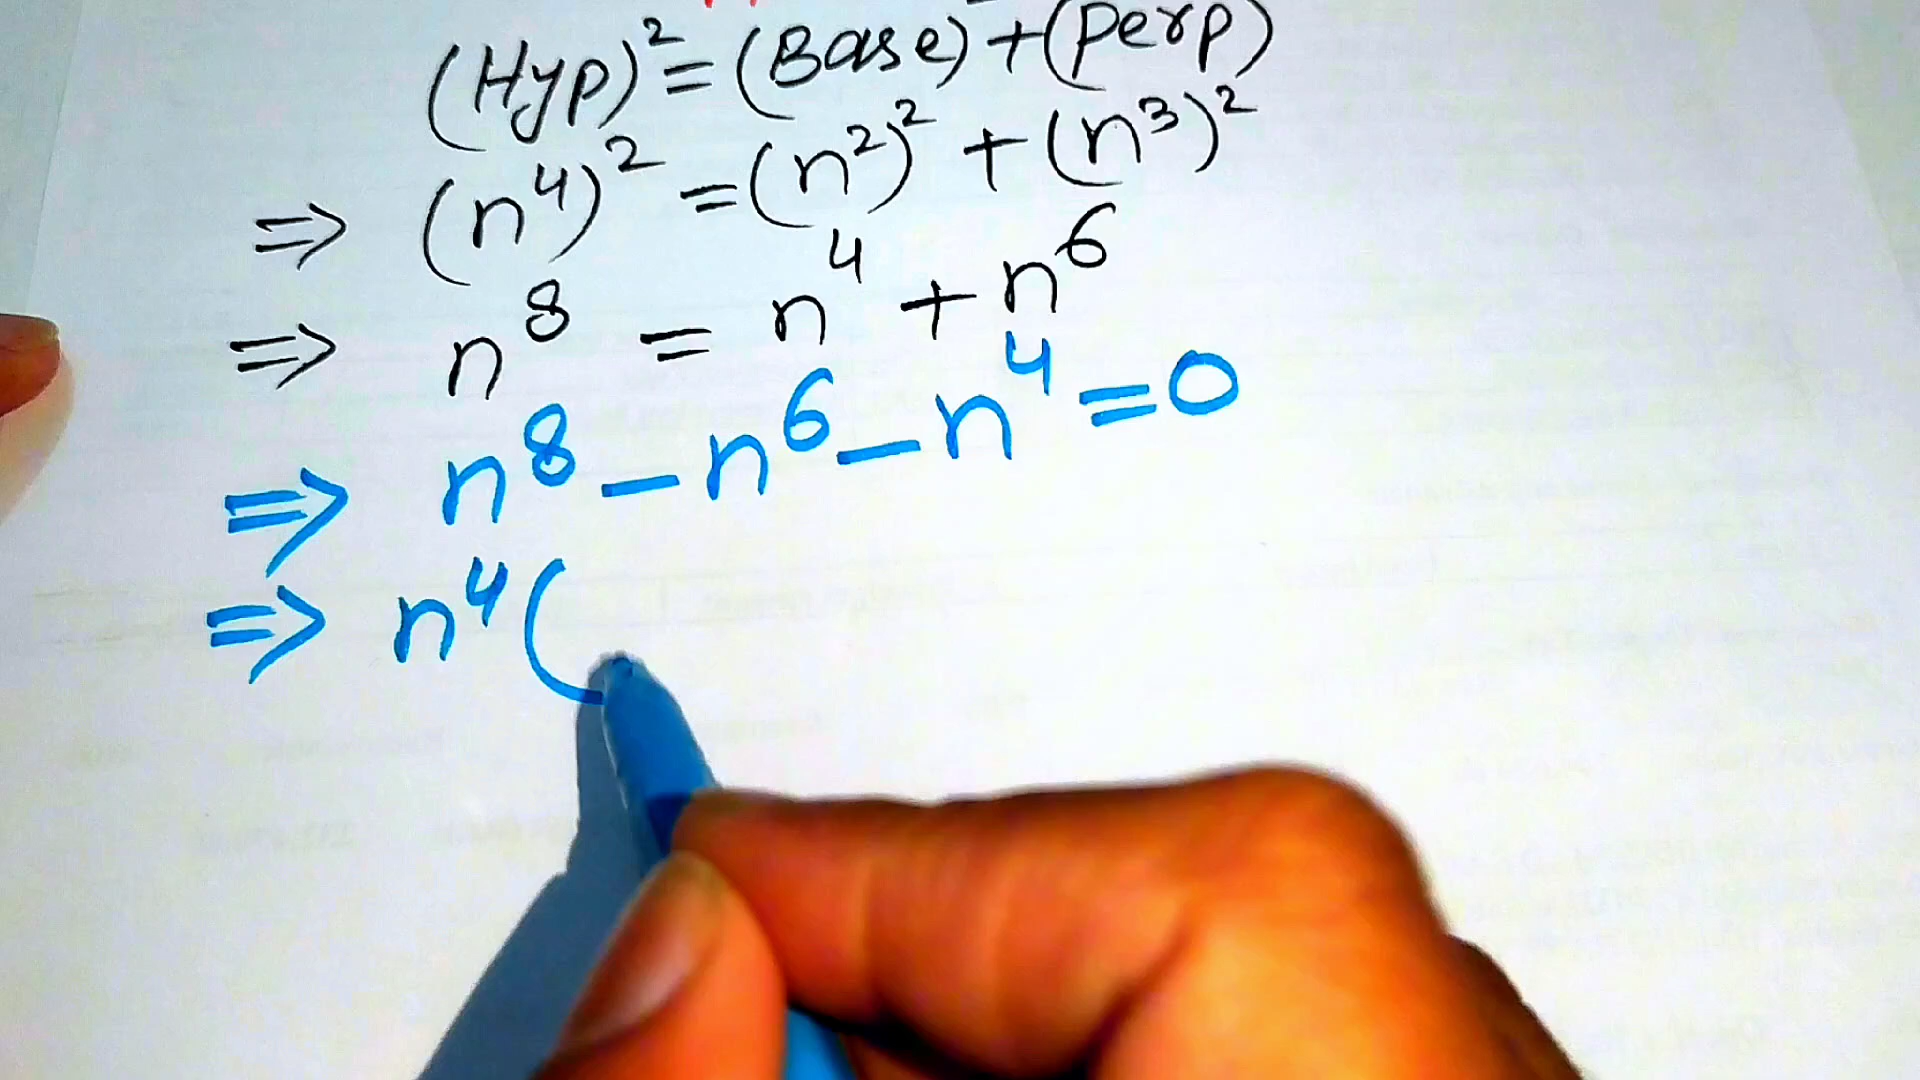 (Hyp)² = (Base) + (perp)
⇒ (n⁴)² = (n²)² + (n³)²
⇒ n⁸ = n⁴ + n⁶
⇒ n⁸ - n⁶ - n⁴ = 0
⇒ n⁴(